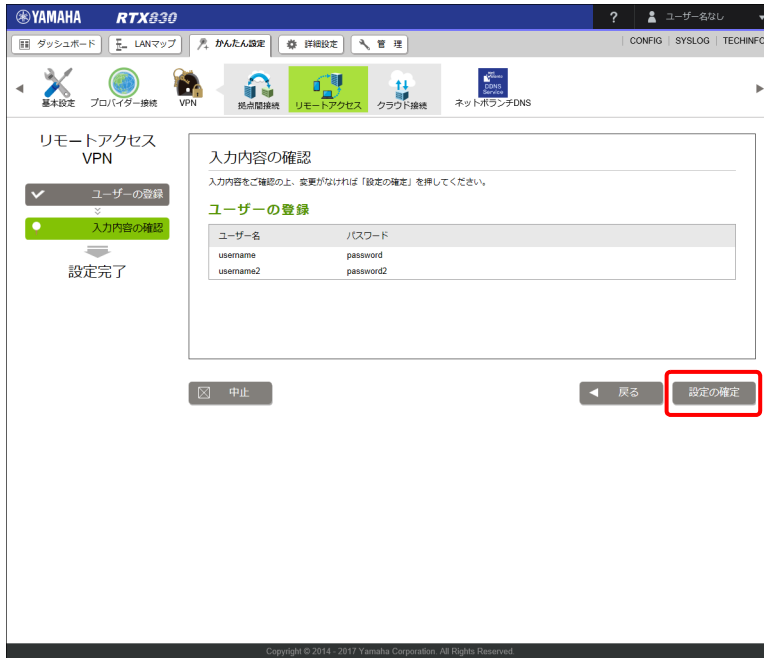 YAMAHA RTX830 ? ユーザー名なし
ダッシュボード LANマップ かんたん設定 詳細設定 管 理 CONFIG SYSLOG TECHINFO
基本設定 プロバイダー接続 VPN 拠点間接続 リモートアクセス クラウド接続 DDNS Service ネットボランチDNS
リモートアクセス
VPN
ユーザーの登録
入力内容の確認
設定完了
入力内容の確認
入力内容をご確認の上、変更がなければ「設定の確定」を押してください。
ユーザーの登録
ユーザー名 パスワード
username password
username2 password2
中止 戻る 設定の確定
Copyright © 2014 - 2017 Yamaha Corporation. All Rights Reserved.